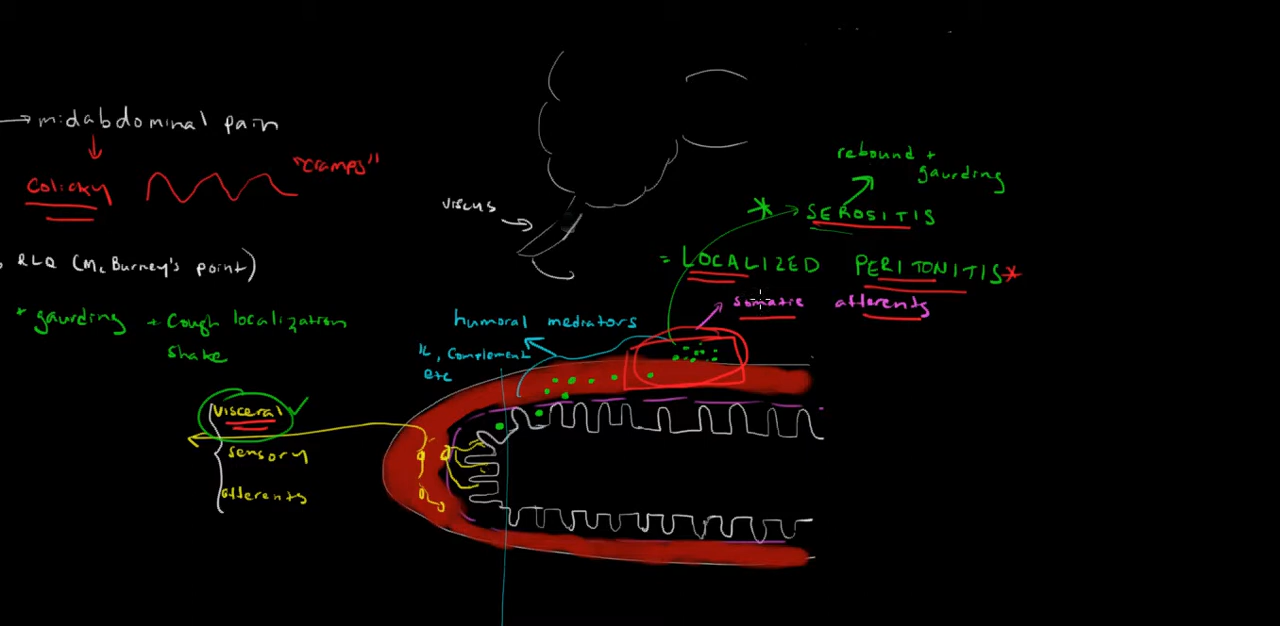 → midabdominal pain
Colicky
"cramps"
, RLQ (McBurney's point)
+ gaurding + Cough localization
shake
Visceral
sensory
afferents
viscus
humoral mediators
IL, Complement
etc
rebound +
gaurding
* SEROSITIS
= LOCALIZED PERITONITIS*
somatic afferents